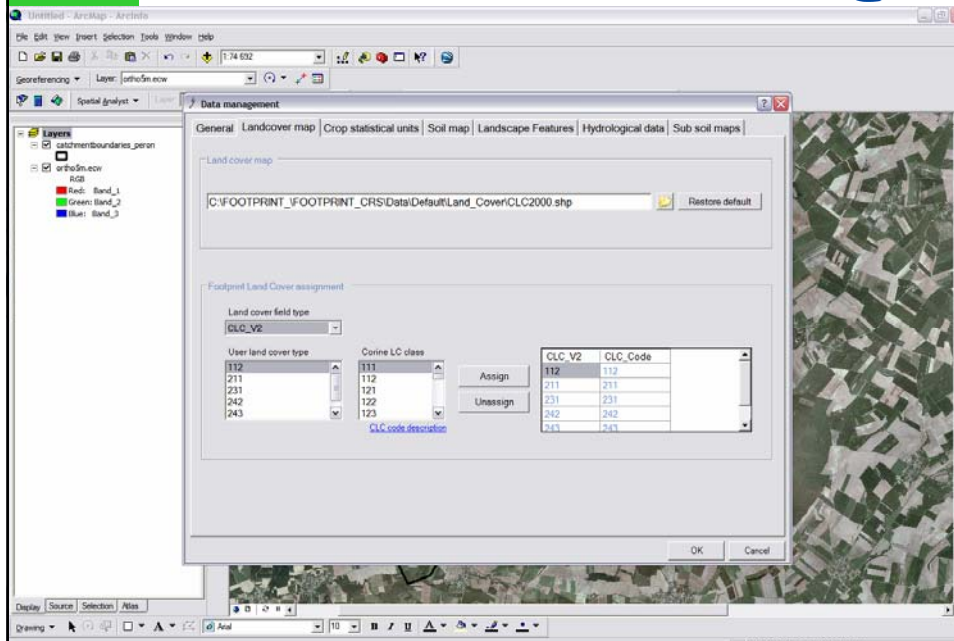 Untitled - ArcMap - ArcInfo
File Edit View Insert Selection Tools Window Help
1:74 692
Georeferencing Layer: ortho5m.ecw
Spatial Analyst Layer
Data management
General Landcover map Crop statistical units Soil map Landscape Features Hydrological data Sub soil maps
Layers
catchmentboundaries_peron
ortho5m.ecw
RGB
Red: Band_1
Green: Band_2
Blue: Band_3
Land cover map
C:\FOOTPRINT_\FOOTPRINT_CRS\Data\Default\Land_Cover\CLC2000.shp Restore default
Footprint Land Cover assignment
Land cover field type
CLC_V2
User land cover type Corine LC class
112
211
231
242
243
111
112
121
122
123
Assign
Unassign
CLC code description
CLC_V2 CLC_Code
112 112
211 211
231 231
242 242
243 243
OK Cancel
Display Source Selection Atlas
Drawing A Arial 10 B I U A